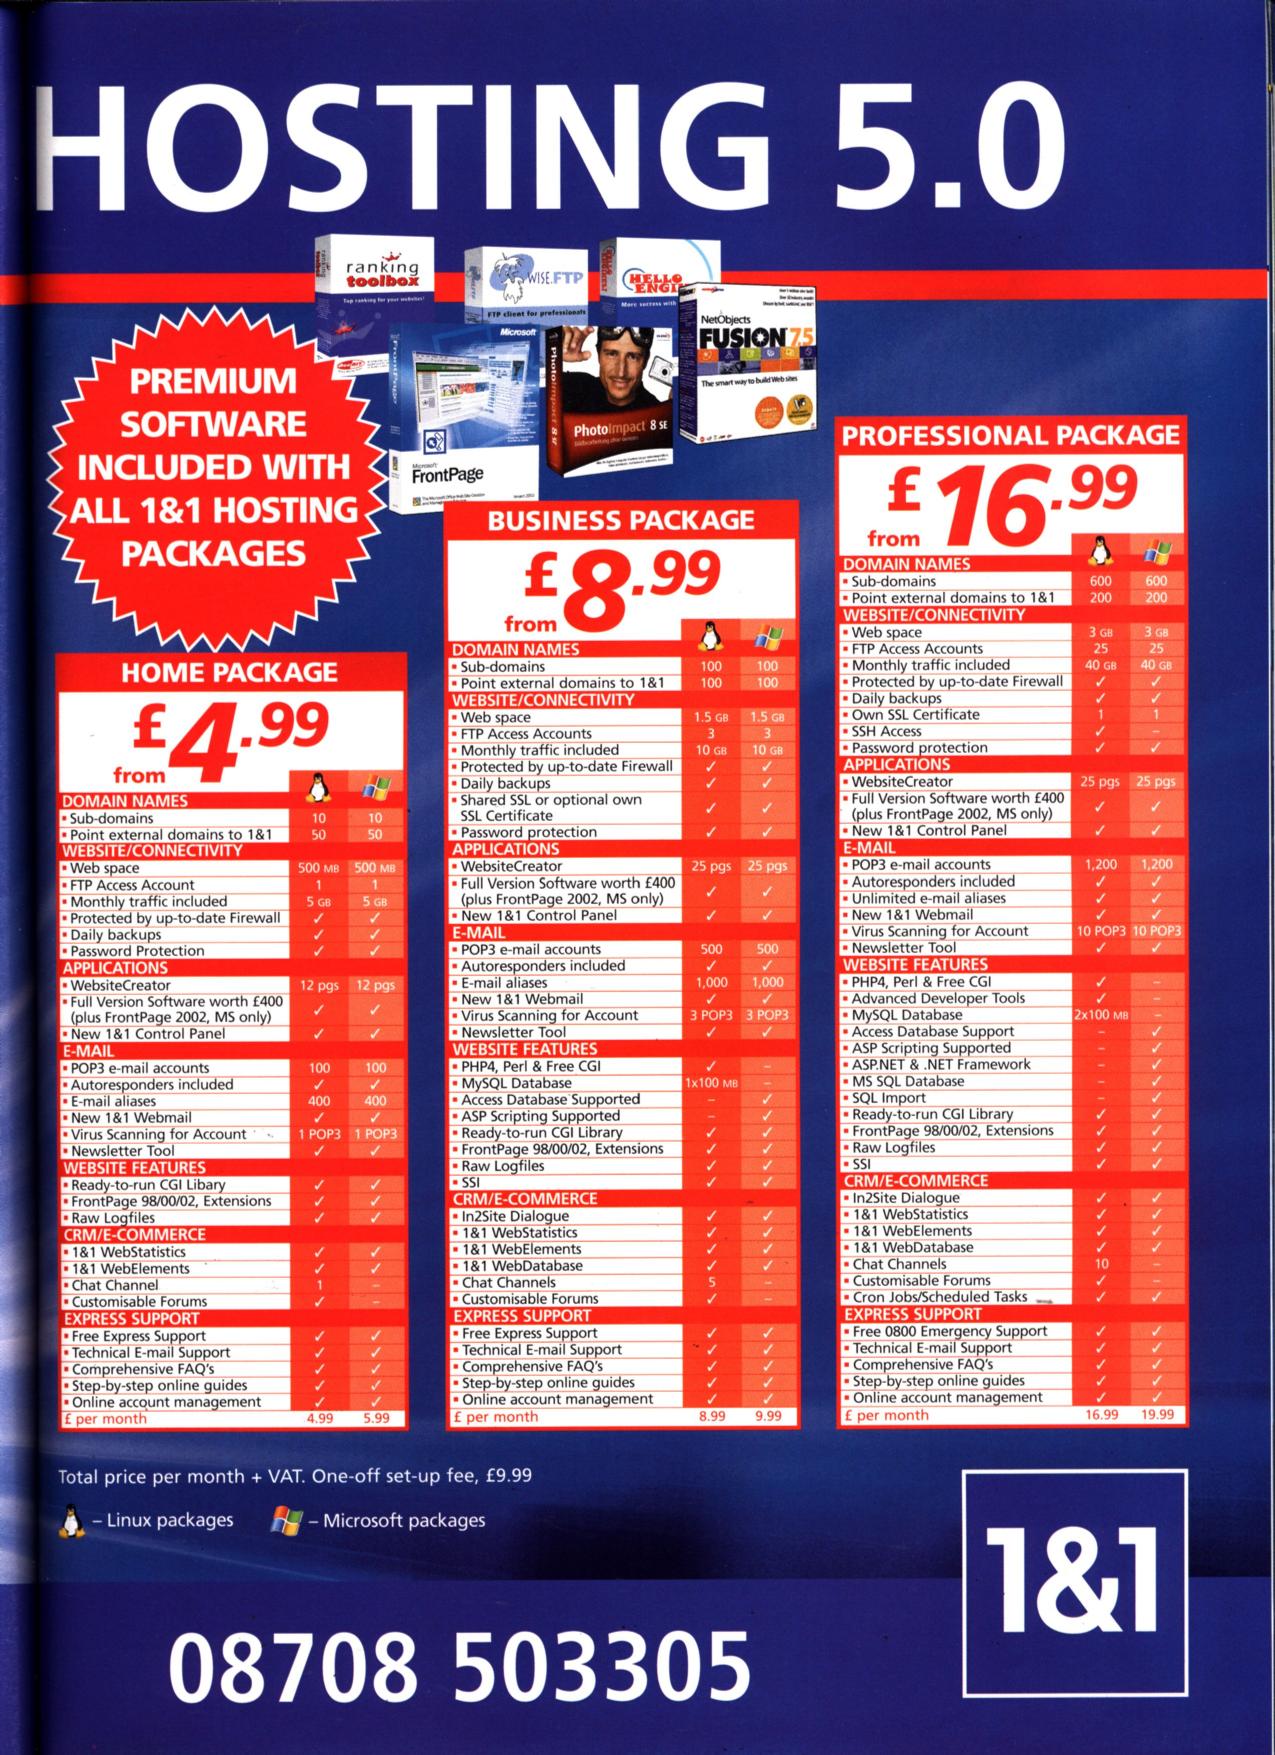 HOSTING 5.0
ranking
toolbox
Top ranking for your websites!
WISE.FTP
FTP client for professionals
HELLO
More success with
NetObjects
FUSION 7.5
The smart way to build Web sites
Microsoft
Microsoft
FrontPage
PhotoImpact 8 SE
PREMIUM
SOFTWARE
INCLUDED WITH
ALL 1&1 HOSTING
PACKAGES
HOME PACKAGE
from £4.99
DOMAIN NAMES
▪ Sub-domains 10 10
▪ Point external domains to 1&1 50 50
WEBSITE/CONNECTIVITY
▪ Web space 500 MB 500 MB
▪ FTP Access Account 1 1
▪ Monthly traffic included 5 GB 5 GB
▪ Protected by up-to-date Firewall ✓ ✓
▪ Daily backups ✓ ✓
▪ Password Protection ✓ ✓
APPLICATIONS
▪ WebsiteCreator 12 pgs 12 pgs
▪ Full Version Software worth £400
(plus FrontPage 2002, MS only) ✓ ✓
▪ New 1&1 Control Panel ✓ ✓
E-MAIL
▪ POP3 e-mail accounts 100 100
▪ Autoresponders included ✓ ✓
▪ E-mail aliases 400 400
▪ New 1&1 Webmail ✓ ✓
▪ Virus Scanning for Account 1 POP3 1 POP3
▪ Newsletter Tool ✓ ✓
WEBSITE FEATURES
▪ Ready-to-run CGI Libary ✓ ✓
▪ FrontPage 98/00/02, Extensions ✓ ✓
▪ Raw Logfiles ✓ ✓
CRM/E-COMMERCE
▪ 1&1 WebStatistics ✓ ✓
▪ 1&1 WebElements ✓ ✓
▪ Chat Channel 1 –
▪ Customisable Forums ✓ –
EXPRESS SUPPORT
▪ Free Express Support ✓ ✓
▪ Technical E-mail Support ✓ ✓
▪ Comprehensive FAQ's ✓ ✓
▪ Step-by-step online guides ✓ ✓
▪ Online account management ✓ ✓
£ per month 4.99 5.99
BUSINESS PACKAGE
from £8.99
DOMAIN NAMES
▪ Sub-domains 100 100
▪ Point external domains to 1&1 100 100
WEBSITE/CONNECTIVITY
▪ Web space 1.5 GB 1.5 GB
▪ FTP Access Accounts 3 3
▪ Monthly traffic included 10 GB 10 GB
▪ Protected by up-to-date Firewall ✓ ✓
▪ Daily backups ✓ ✓
▪ Shared SSL or optional own
SSL Certificate ✓ ✓
▪ Password protection ✓ ✓
APPLICATIONS
▪ WebsiteCreator 25 pgs 25 pgs
▪ Full Version Software worth £400
(plus FrontPage 2002, MS only) ✓ ✓
▪ New 1&1 Control Panel ✓ ✓
E-MAIL
▪ POP3 e-mail accounts 500 500
▪ Autoresponders included ✓ ✓
▪ E-mail aliases 1,000 1,000
▪ New 1&1 Webmail ✓ ✓
▪ Virus Scanning for Account 3 POP3 3 POP3
▪ Newsletter Tool ✓ ✓
WEBSITE FEATURES
▪ PHP4, Perl & Free CGI ✓ –
▪ MySQL Database 1x100 MB –
▪ Access Database Supported – ✓
▪ ASP Scripting Supported – ✓
▪ Ready-to-run CGI Library ✓ ✓
▪ FrontPage 98/00/02, Extensions ✓ ✓
▪ Raw Logfiles ✓ ✓
▪ SSI ✓ ✓
CRM/E-COMMERCE
▪ In2Site Dialogue ✓ ✓
▪ 1&1 WebStatistics ✓ ✓
▪ 1&1 WebElements ✓ ✓
▪ 1&1 WebDatabase ✓ ✓
▪ Chat Channels 5 –
▪ Customisable Forums ✓ –
EXPRESS SUPPORT
▪ Free Express Support ✓ ✓
▪ Technical E-mail Support ✓ ✓
▪ Comprehensive FAQ's ✓ ✓
▪ Step-by-step online guides ✓ ✓
▪ Online account management ✓ ✓
£ per month 8.99 9.99
PROFESSIONAL PACKAGE
from £16.99
DOMAIN NAMES
▪ Sub-domains 600 600
▪ Point external domains to 1&1 200 200
WEBSITE/CONNECTIVITY
▪ Web space 3 GB 3 GB
▪ FTP Access Accounts 25 25
▪ Monthly traffic included 40 GB 40 GB
▪ Protected by up-to-date Firewall ✓ ✓
▪ Daily backups ✓ ✓
▪ Own SSL Certificate 1 1
▪ SSH Access ✓ –
▪ Password protection ✓ ✓
APPLICATIONS
▪ WebsiteCreator 25 pgs 25 pgs
▪ Full Version Software worth £400
(plus FrontPage 2002, MS only) ✓ ✓
▪ New 1&1 Control Panel ✓ ✓
E-MAIL
▪ POP3 e-mail accounts 1,200 1,200
▪ Autoresponders included ✓ ✓
▪ Unlimited e-mail aliases ✓ ✓
▪ New 1&1 Webmail ✓ ✓
▪ Virus Scanning for Account 10 POP3 10 POP3
▪ Newsletter Tool ✓ ✓
WEBSITE FEATURES
▪ PHP4, Perl & Free CGI ✓ –
▪ Advanced Developer Tools ✓ –
▪ MySQL Database 2x100 MB –
▪ Access Database Support – ✓
▪ ASP Scripting Supported – ✓
▪ ASP.NET & .NET Framework – ✓
▪ MS SQL Database – ✓
▪ SQL Import – ✓
▪ Ready-to-run CGI Library ✓ ✓
▪ FrontPage 98/00/02, Extensions ✓ ✓
▪ Raw Logfiles ✓ ✓
▪ SSI ✓ ✓
CRM/E-COMMERCE
▪ In2Site Dialogue ✓ ✓
▪ 1&1 WebStatistics ✓ ✓
▪ 1&1 WebElements ✓ ✓
▪ 1&1 WebDatabase ✓ ✓
▪ Chat Channels 10 –
▪ Customisable Forums ✓ –
▪ Cron Jobs/Scheduled Tasks ✓ ✓
EXPRESS SUPPORT
▪ Free 0800 Emergency Support ✓ ✓
▪ Technical E-mail Support ✓ ✓
▪ Comprehensive FAQ's ✓ ✓
▪ Step-by-step online guides ✓ ✓
▪ Online account management ✓ ✓
£ per month 16.99 19.99
Total price per month + VAT. One-off set-up fee, £9.99
– Linux packages – Microsoft packages
1&1
08708 503305